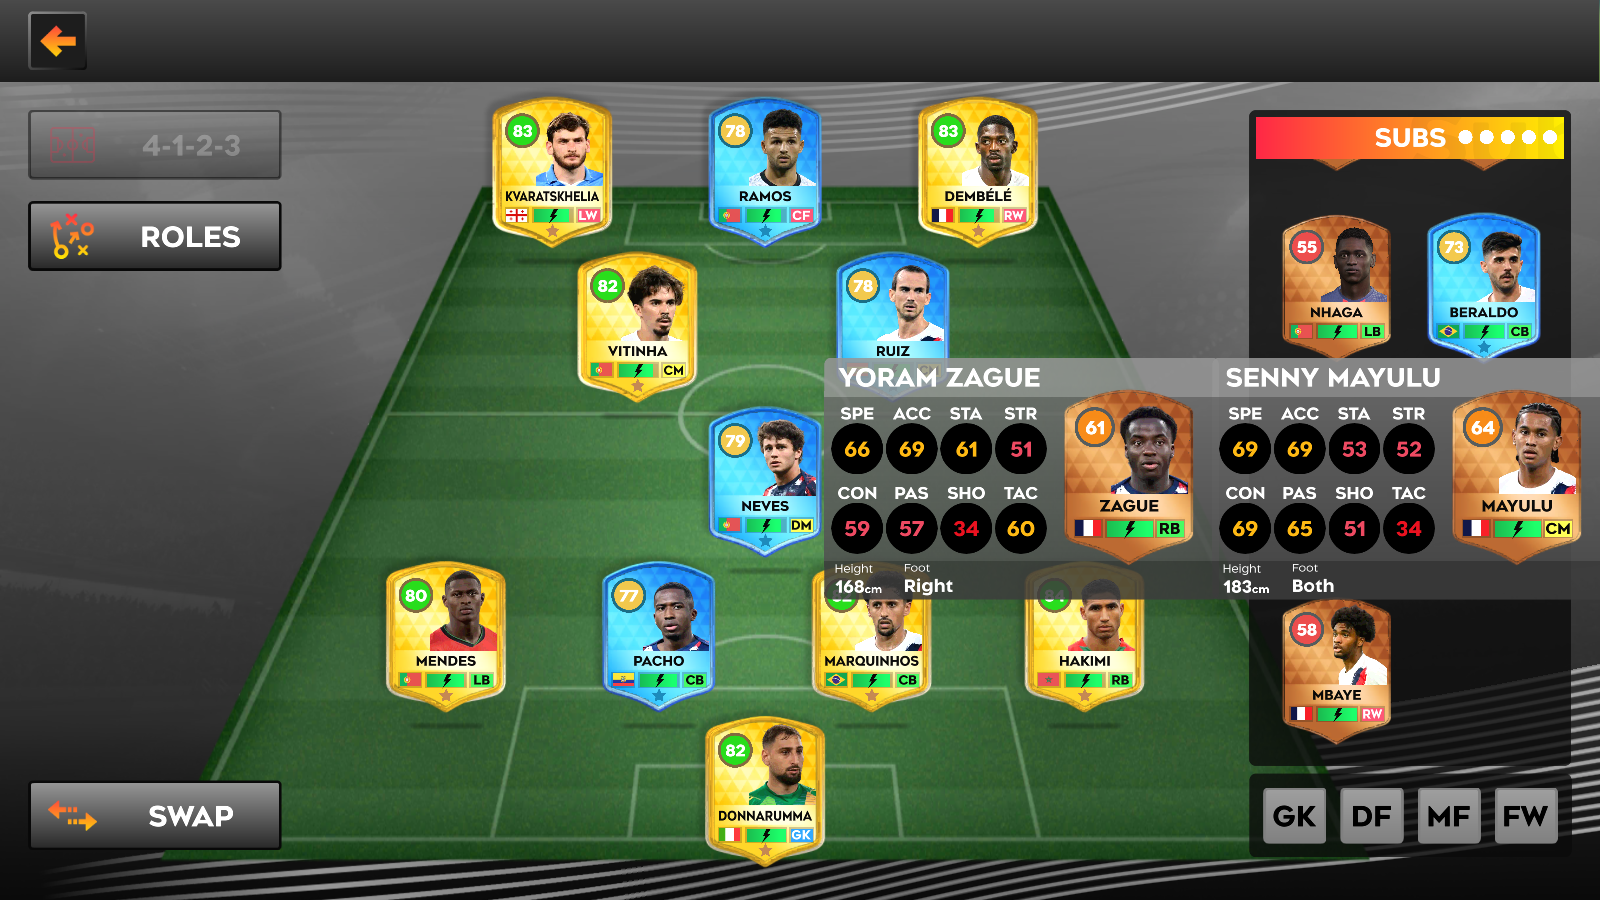 4-1-2-3
ROLES
SWAP
83
KVARATSKHELIA
LW
78
RAMOS
CF
83
DEMBÉLÉ
RW
82
VITINHA
CM
78
RUIZ
79
NEVES
DM
80
MENDES
LB
77
PACHO
CB
MARQUINHOS
CB
HAKIMI
RB
82
DONNARUMMA
GK
SUBS
55
NHAGA
LB
73
BERALDO
CB
YORAM ZAGUE
SPE ACC STA STR
66 69 61 51
CON PAS SHO TAC
59 57 34 60
Height Foot
168cm Right
61
ZAGUE
RB
SENNY MAYULU
SPE ACC STA STR
69 69 53 52
CON PAS SHO TAC
69 65 51 34
Height Foot
183cm Both
64
MAYULU
CM
58
MBAYE
RW
GK DF MF FW